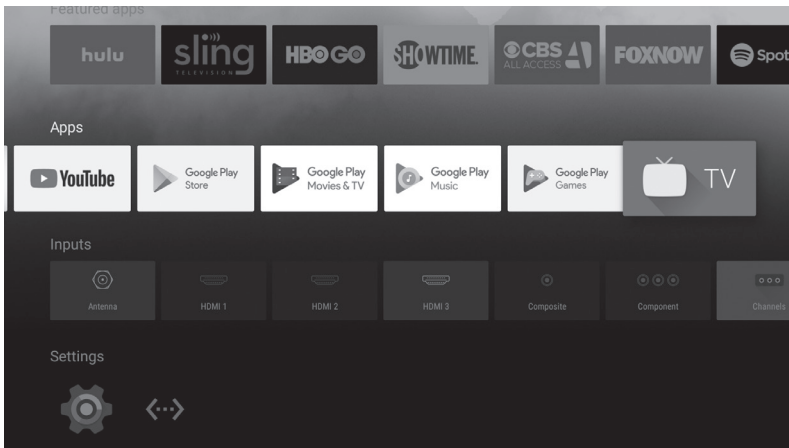 Featured apps
hulu
sling
TELEVISION
HBO GO
SHOWTIME.
CBS
ALL ACCESS
FOXNOW
Spot
Apps
YouTube
Google Play
Store
Google Play
Movies & TV
Google Play
Music
Google Play
Games
TV
Inputs
Antenna
HDMI 1
HDMI 2
HDMI 3
Composite
Component
Channels
Settings